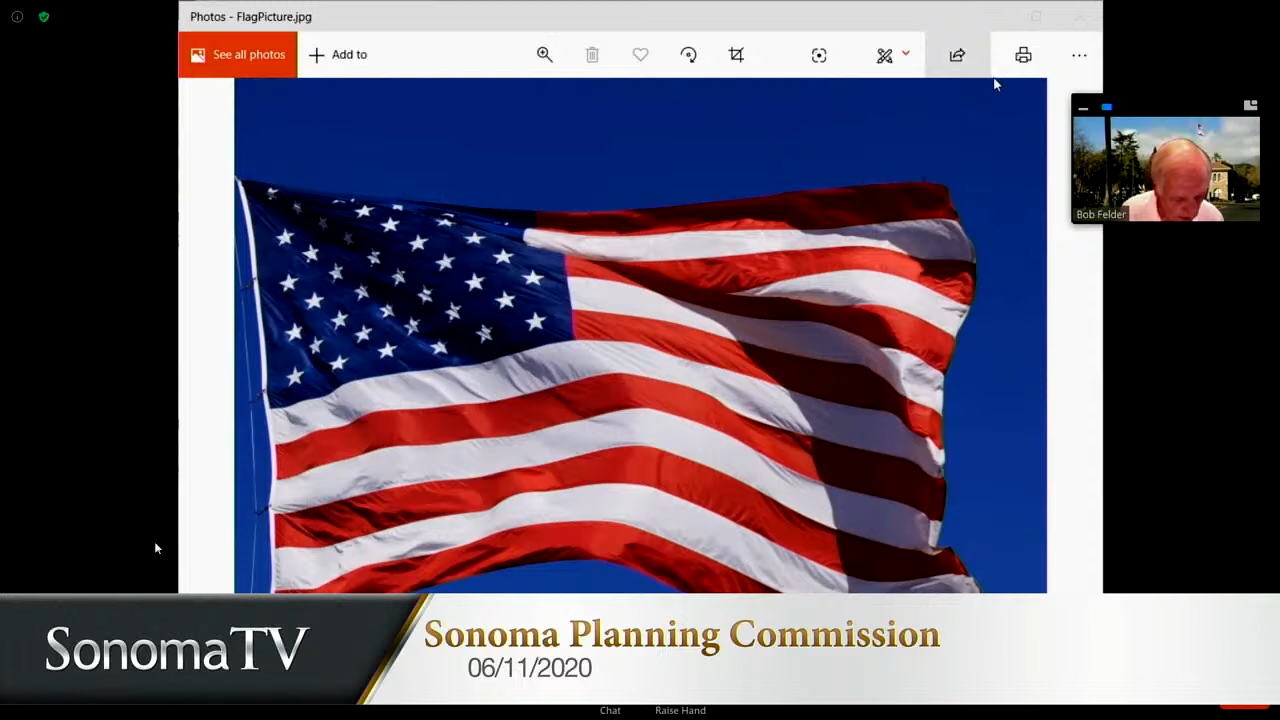 Photos - FlagPicture.jpg
See all photos
Add to
Bob Felder
SonomaTV
Sonoma Planning Commission
06/11/2020
Chat
Raise Hand